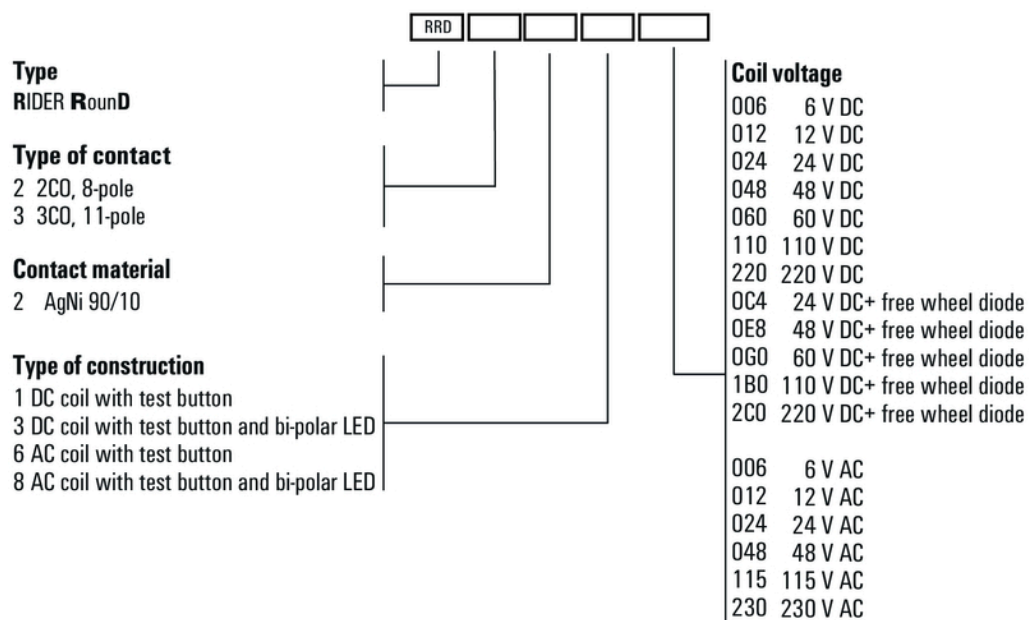 RRD
Type
RIDER RounD
Type of contact
2 2CO, 8-pole
3 3CO, 11-pole
Contact material
2 AgNi 90/10
Type of construction
1 DC coil with test button
3 DC coil with test button and bi-polar LED
6 AC coil with test button
8 AC coil with test button and bi-polar LED
Coil voltage
006 6 V DC
012 12 V DC
024 24 V DC
048 48 V DC
060 60 V DC
110 110 V DC
220 220 V DC
0C4 24 V DC+ free wheel diode
0E8 48 V DC+ free wheel diode
0G0 60 V DC+ free wheel diode
1B0 110 V DC+ free wheel diode
2C0 220 V DC+ free wheel diode
006 6 V AC
012 12 V AC
024 24 V AC
048 48 V AC
115 115 V AC
230 230 V AC